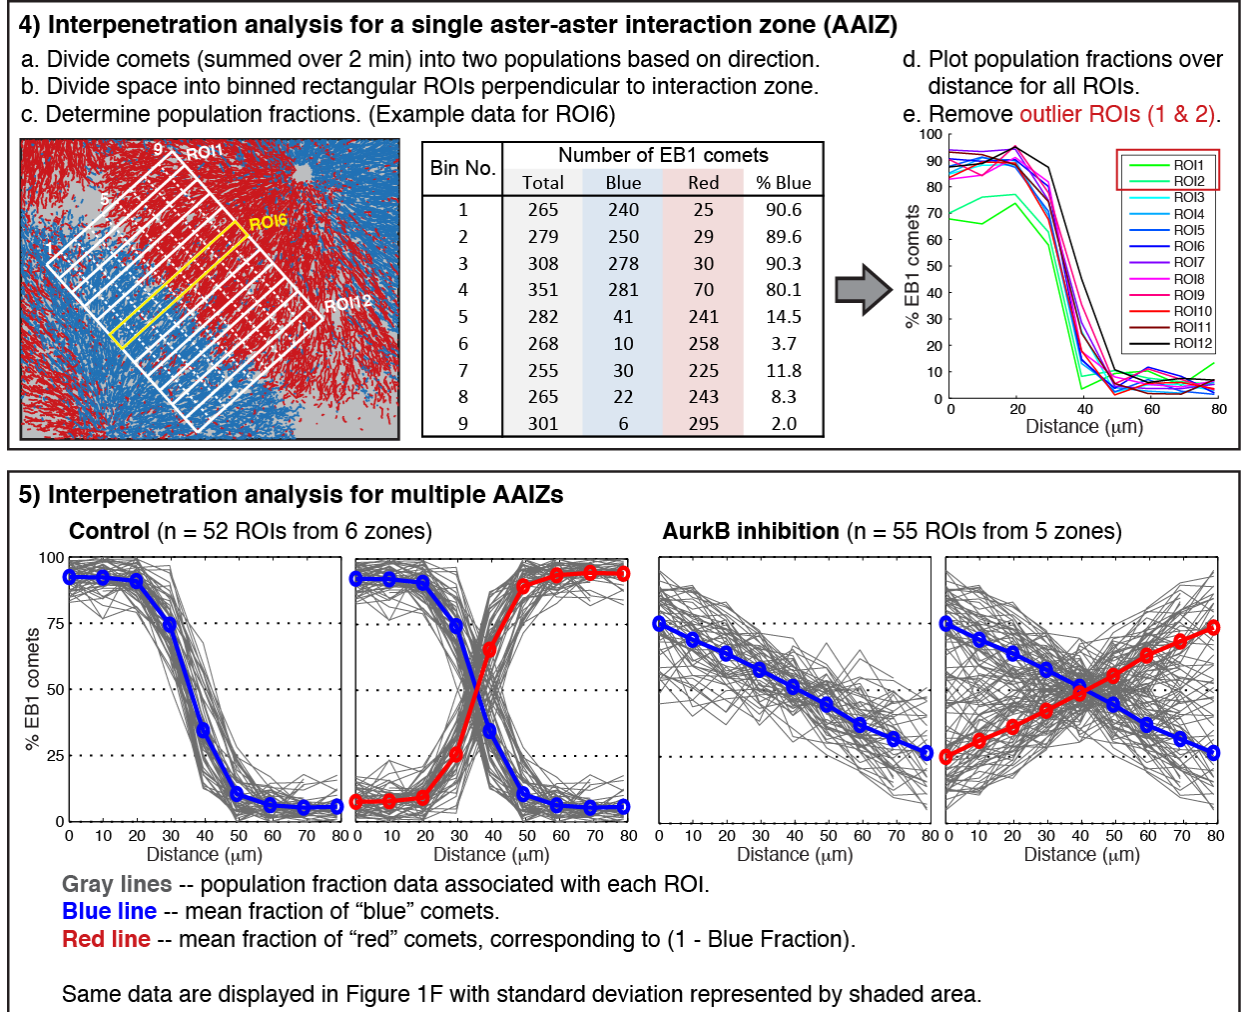 4) Interpenetration analysis for a single aster-aster interaction zone (AAIZ)
a. Divide comets (summed over 2 min) into two populations based on direction.
b. Divide space into binned rectangular ROIs perpendicular to interaction zone.
c. Determine population fractions. (Example data for ROI6)
d. Plot population fractions over
distance for all ROIs.
e. Remove outlier ROIs (1 & 2).
9
ROI1
5
ROI6
1
ROI12
Bin No. Number of EB1 comets
Total Blue Red % Blue
1 265 240 25 90.6
2 279 250 29 89.6
3 308 278 30 90.3
4 351 281 70 80.1
5 282 41 241 14.5
6 268 10 258 3.7
7 255 30 225 11.8
8 265 22 243 8.3
9 301 6 295 2.0
% EB1 comets
100
90
80
70
60
50
40
30
20
10
0
0 20 40 60 80
Distance (μm)
ROI1
ROI2
ROI3
ROI4
ROI5
ROI6
ROI7
ROI8
ROI9
ROI10
ROI11
ROI12
5) Interpenetration analysis for multiple AAIZs
Control (n = 52 ROIs from 6 zones)
AurkB inhibition (n = 55 ROIs from 5 zones)
% EB1 comets
100
75
50
25
0
0 10 20 30 40 50 60 70 80
Distance (μm)
0 10 20 30 40 50 60 70 80
Distance (μm)
0 10 20 30 40 50 60 70 80
Distance (μm)
0 10 20 30 40 50 60 70 80
Distance (μm)
Gray lines -- population fraction data associated with each ROI.
Blue line -- mean fraction of “blue” comets.
Red line -- mean fraction of “red” comets, corresponding to (1 - Blue Fraction).
Same data are displayed in Figure 1F with standard deviation represented by shaded area.